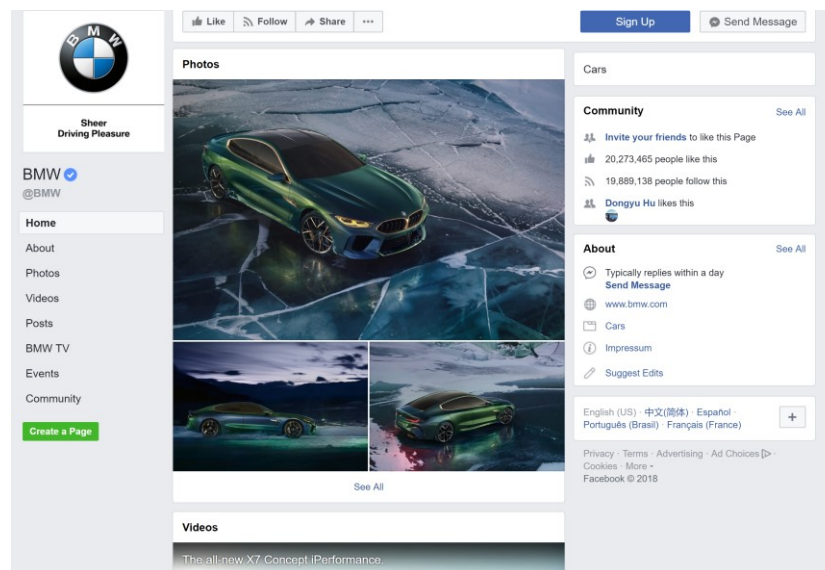 Like
Follow
Share
Sign Up
Send Message
BMW
Sheer
Driving Pleasure
BMW
@BMW
Home
About
Photos
Videos
Posts
BMW TV
Events
Community
Create a Page
Photos
See All
Videos
The all-new X7 Concept iPerformance.
Cars
Community
See All
Invite your friends to like this Page
20,273,465 people like this
19,889,138 people follow this
Dongyu Hu likes this
About
See All
Typically replies within a day
Send Message
www.bmw.com
Cars
Impressum
Suggest Edits
English (US) · 中文(简体) · Español ·
Português (Brasil) · Français (France)
Privacy · Terms · Advertising · Ad Choices ·
Cookies · More
Facebook © 2018